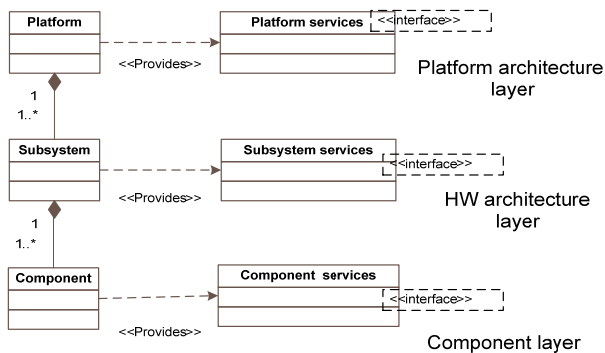 Platform
Platform services
<<interface>>
<<Provides>>
Platform architecture
layer
1
1..*
Subsystem
Subsystem services
<<interface>>
<<Provides>>
HW architecture
layer
1
1..*
Component
Component services
<<interface>>
<<Provides>>
Component layer